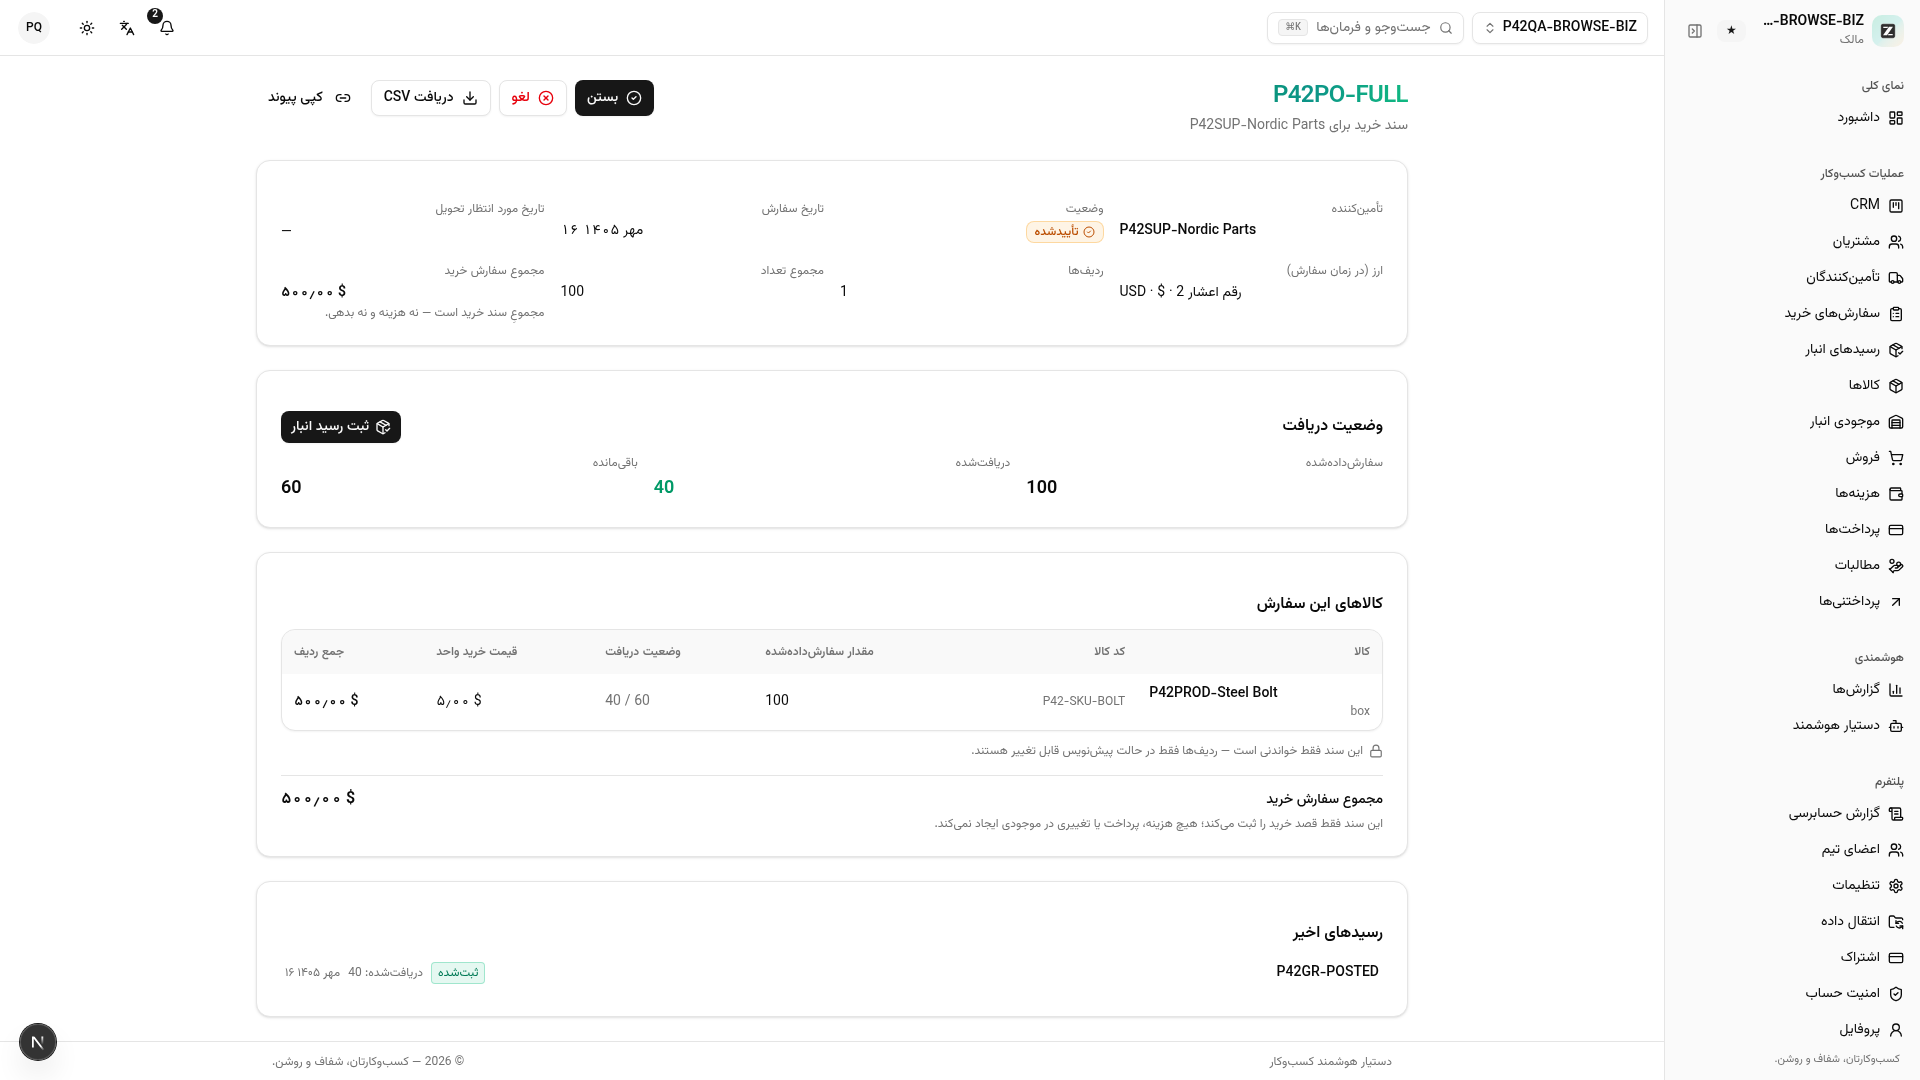 ...-BROWSE-BIZ
مالک
★
P42QA-BROWSE-BIZ
جست‌وجو و فرمان‌ها ⌘K
2
PQ
نمای کلی
داشبورد
عملیات کسب‌وکار
CRM
مشتریان
تأمین‌کنندگان
سفارش‌های خرید
رسیدهای انبار
کالاها
موجودی انبار
فروش
هزینه‌ها
پرداخت‌ها
مطالبات
پرداختنی‌ها
هوشمندی
گزارش‌ها
دستیار هوشمند
پلتفرم
گزارش حسابرسی
اعضای تیم
تنظیمات
انتقال داده
اشتراک
امنیت حساب
پروفایل
کسب‌وکارتان، شفاف و روشن.
P42PO-FULL
سند خرید برای P42SUP-Nordic Parts
بستن
لغو
دریافت CSV
کپی پیوند
تأمین‌کننده
P42SUP-Nordic Parts
وضعیت
تأییدشده
تاریخ سفارش
۱۶ مهر ۱۴۰۵
تاریخ مورد انتظار تحویل
—
ارز (در زمان سفارش)
USD · $ · 2 رقم اعشار
ردیف‌ها
1
مجموع تعداد
100
مجموع سفارش خرید
۵۰۰٫۰۰ $
مجموعِ سند خرید است — نه هزینه و نه بدهی.
وضعیت دریافت
ثبت رسید انبار
سفارش‌داده‌شده
100
دریافت‌شده
40
باقی‌مانده
60
کالاهای این سفارش
کالا کد کالا مقدار سفارش‌داده‌شده وضعیت دریافت قیمت خرید واحد جمع ردیف
P42PROD-Steel Bolt
box
P42-SKU-BOLT
100
40 / 60
۵٫۰۰ $
۵۰۰٫۰۰ $
این سند فقط خواندنی است — ردیف‌ها فقط در حالت پیش‌نویس قابل تغییر هستند.
مجموع سفارش خرید
۵۰۰٫۰۰ $
این سند فقط قصد خرید را ثبت می‌کند؛ هیچ هزینه، پرداخت یا تغییری در موجودی ایجاد نمی‌کند.
رسیدهای اخیر
P42GR-POSTED
ثبت‌شده
دریافت‌شده: 40
۱۶ مهر ۱۴۰۵
دستیار هوشمند کسب‌وکار
© 2026 — کسب‌وکارتان، شفاف و روشن.
N